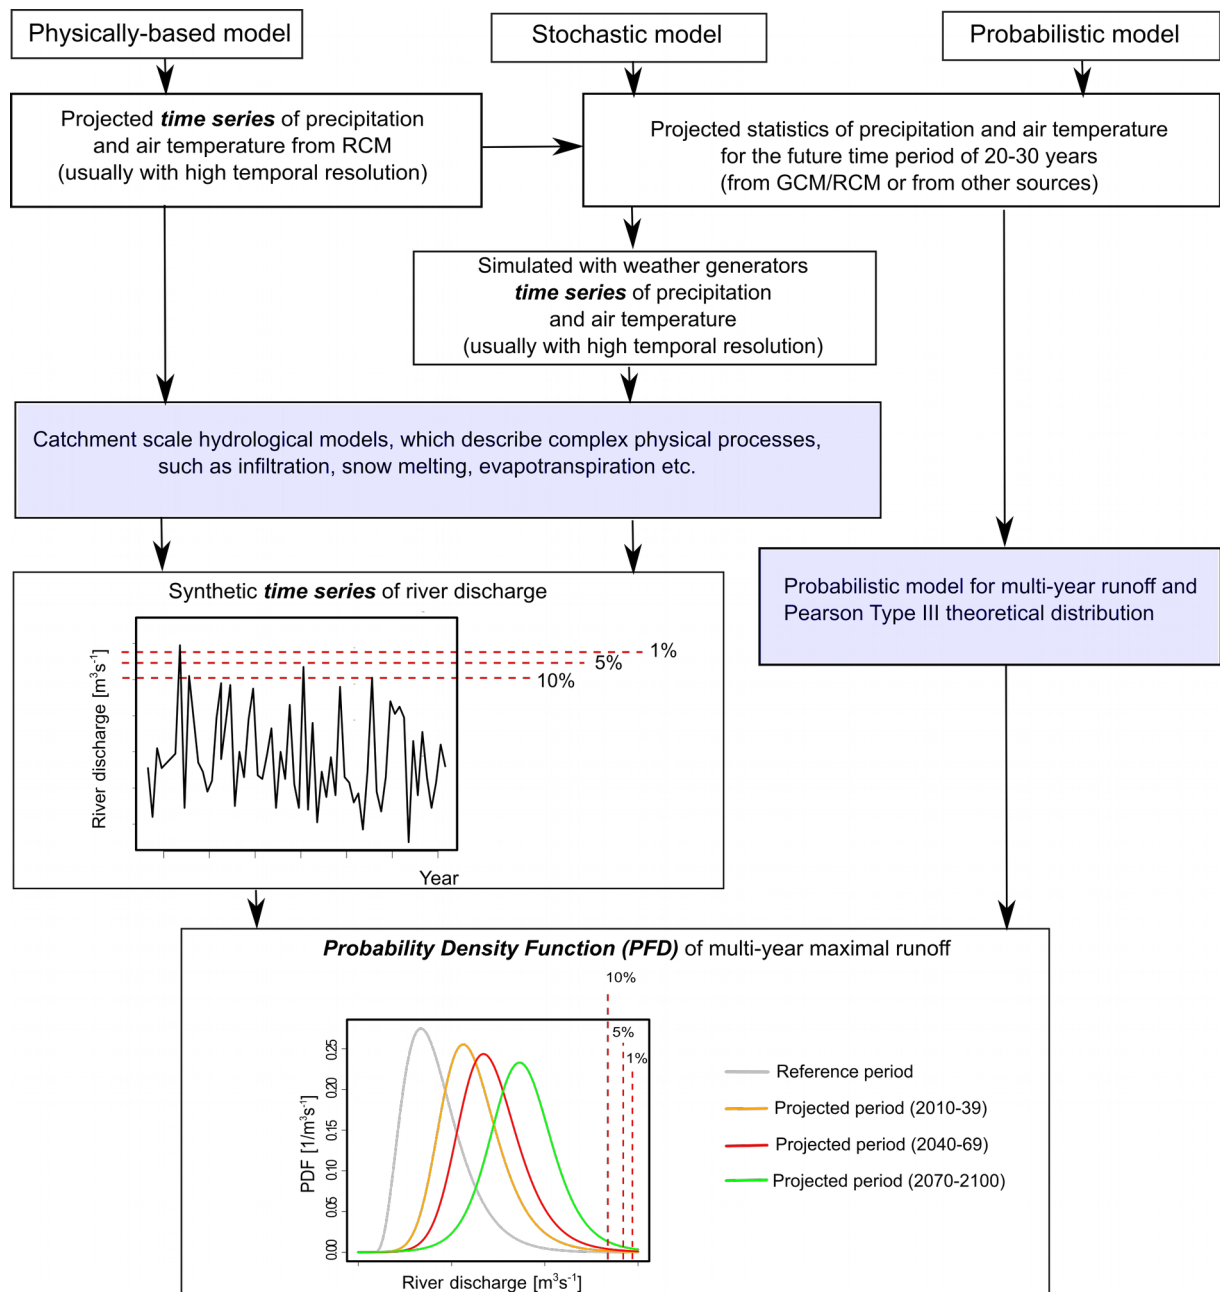 Physically-based model
Stochastic model
Probabilistic model
Projected time series of precipitation
and air temperature from RCM
(usually with high temporal resolution)
Projected statistics of precipitation and air temperature
for the future time period of 20-30 years
(from GCM/RCM or from other sources)
Simulated with weather generators
time series of precipitation
and air temperature
(usually with high temporal resolution)
Catchment scale hydrological models, which describe complex physical processes,
such as infiltration, snow melting, evapotranspiration etc.
Probabilistic model for multi-year runoff and
Pearson Type III theoretical distribution
Synthetic time series of river discharge
River discharge [m³s⁻¹]
1%
5%
10%
Year
Probability Density Function (PFD) of multi-year maximal runoff
10%
5%
1%
PDF [1/m³s⁻¹]
0.25
0.20
0.15
0.10
0.05
0.00
River discharge [m³s⁻¹]
Reference period
Projected period (2010-39)
Projected period (2040-69)
Projected period (2070-2100)